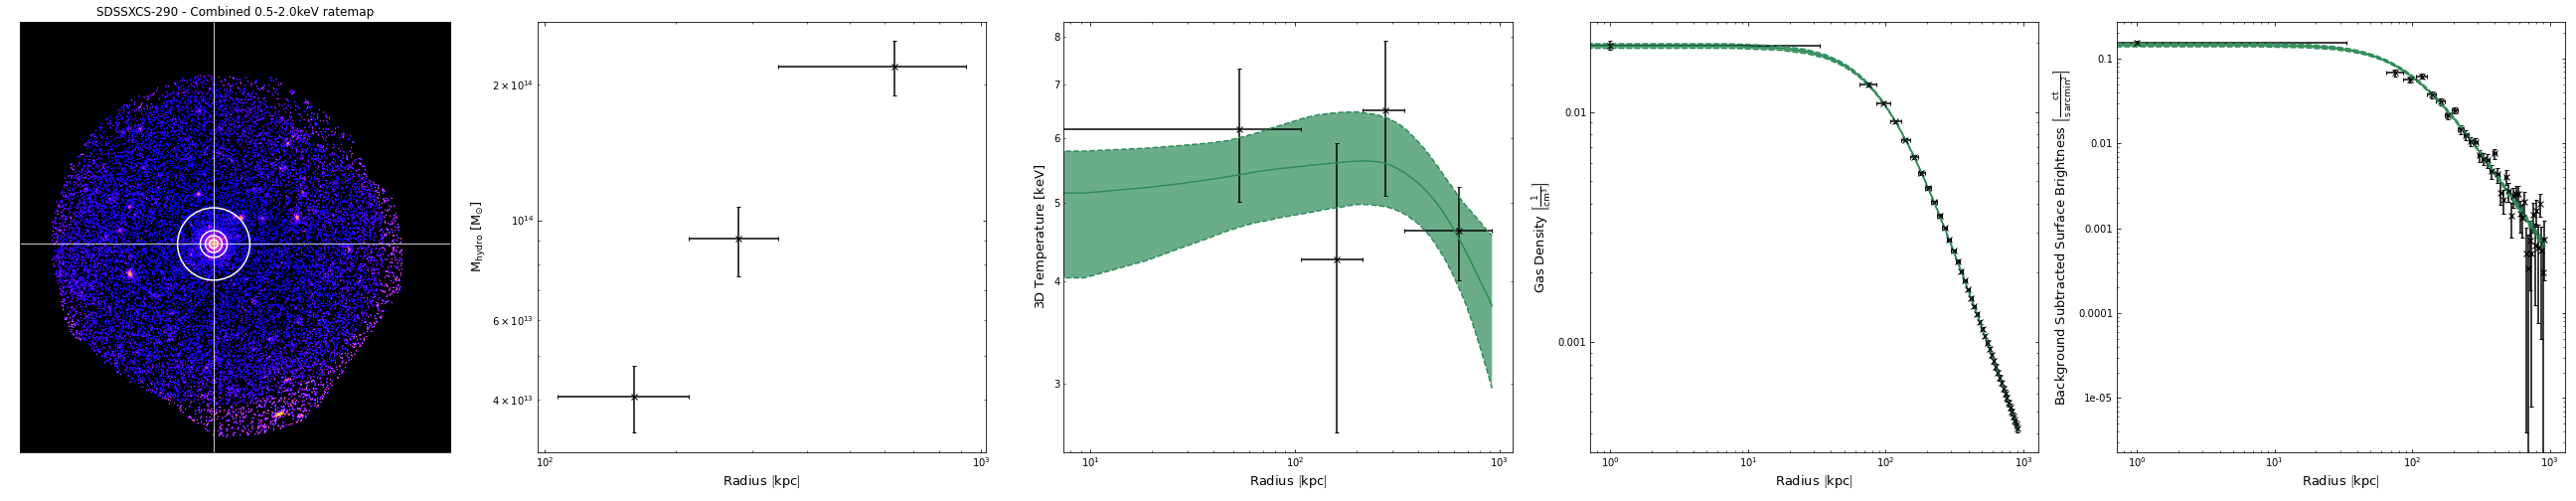 SDSSXCS-290 - Combined 0.5-2.0keV ratemap
M_hydro [M_⊙]
2 × 10^14
10^14
6 × 10^13
4 × 10^13
10^2 10^3
Radius [kpc]
3D Temperature [keV]
8
7
6
5
4
3
10^1 10^2 10^3
Radius [kpc]
Gas Density [1/cm^3]
0.01
0.001
10^0 10^1 10^2 10^3
Radius [kpc]
Background Subtracted Surface Brightness [ct/s arcmin^2]
0.1
0.01
0.001
0.0001
1e-05
10^0 10^1 10^2 10^3
Radius [kpc]